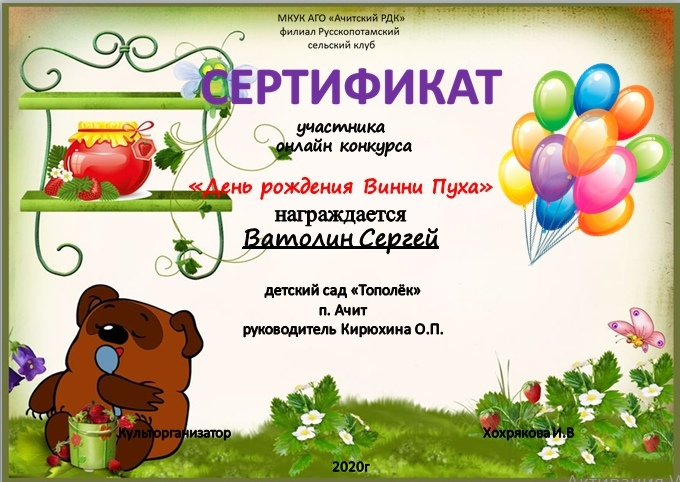 МКУК АГО «Ачитский РДК»
филиал Русскопотамский
сельский клуб
СЕРТИФИКАТ
участника
онлайн конкурса
«День рождения Винни Пуха»
награждается
Ватолин Сергей
детский сад «Тополёк»
п. Ачит
руководитель Кирюхина О.П.
Культорганизатор Хохрякова И.В
2020г
Активация W